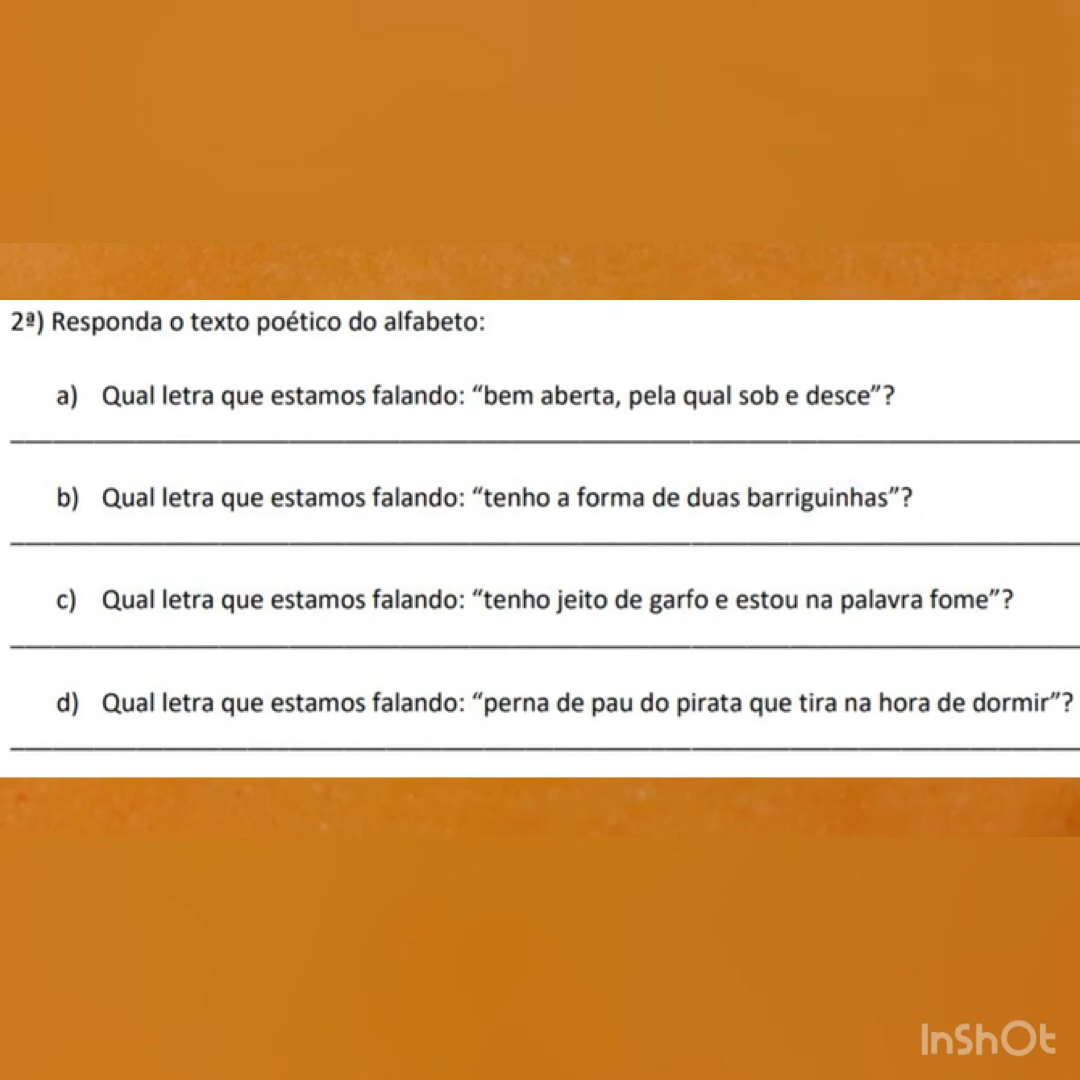 2ª) Responda o texto poético do alfabeto:
a) Qual letra que estamos falando: “bem aberta, pela qual sob e desce”?
b) Qual letra que estamos falando: “tenho a forma de duas barriguinhas”?
c) Qual letra que estamos falando: “tenho jeito de garfo e estou na palavra fome”?
d) Qual letra que estamos falando: “perna de pau do pirata que tira na hora de dormir”?
InShOt